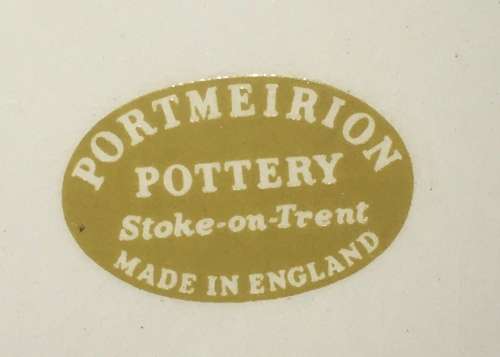 PORTMEIRION
POTTERY
Stoke-on-Trent
MADE IN ENGLAND